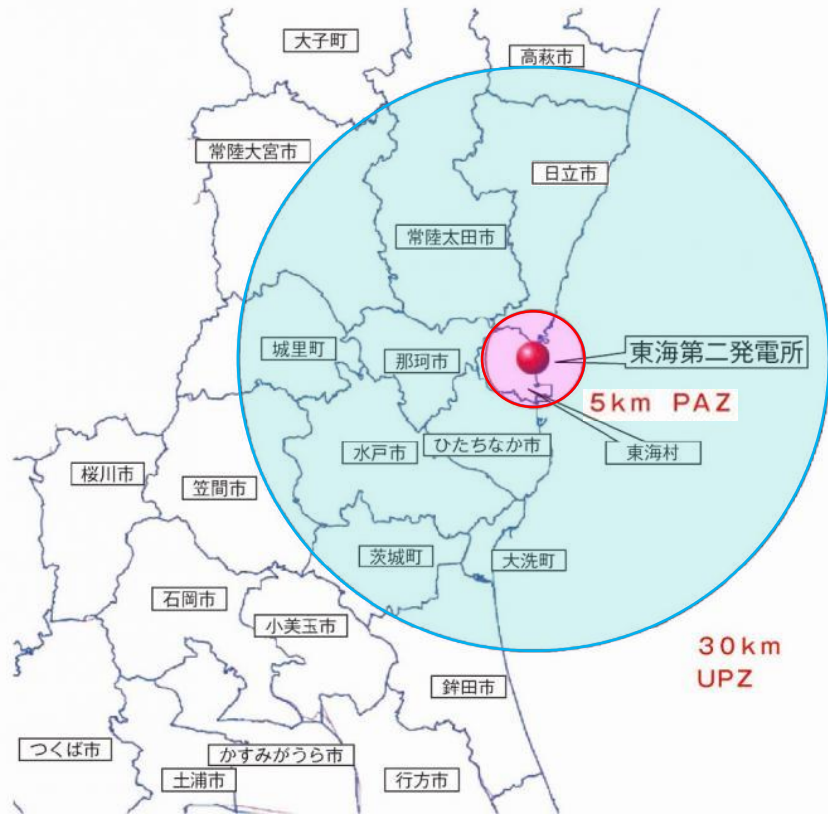 大子町
高萩市
常陸大宮市
日立市
常陸太田市
城里町
那珂市
東海第二発電所
5km PAZ
ひたちなか市
水戸市
東海村
桜川市
笠間市
茨城町
大洗町
石岡市
小美玉市
30km
UPZ
鉾田市
つくば市
かすみがうら市
土浦市
行方市